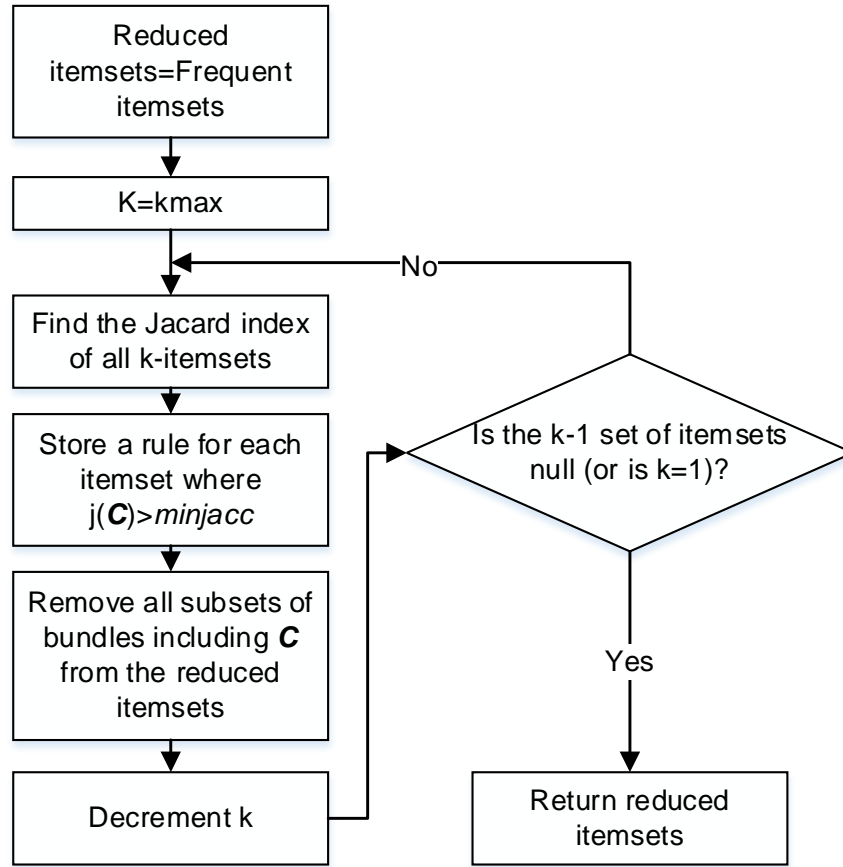 Reduced
itemsets=Frequent
itemsets
K=kmax
No
Find the Jacard index
of all k-itemsets
Store a rule for each
itemset where
j(C)>minjacc
Remove all subsets of
bundles including C
from the reduced
itemsets
Decrement k
Is the k-1 set of itemsets
null (or is k=1)?
Yes
Return reduced
itemsets